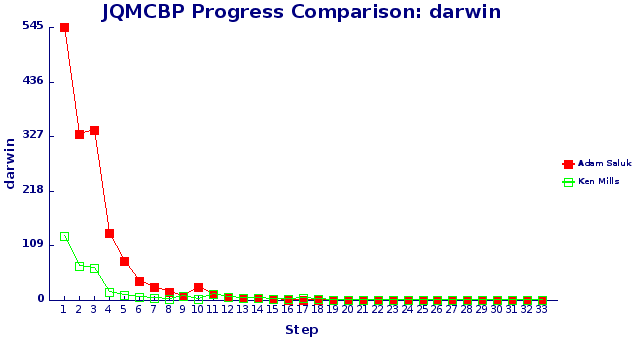 JQMCBP Progress Comparison: darwin
545
436
327
218
109
0
darwin
1 2 3 4 5 6 7 8 9 10 11 12 13 14 15 16 17 18 19 20 21 22 23 24 25 26 27 28 29 30 31 32 33
Step
Adam Saluk
Ken Mills